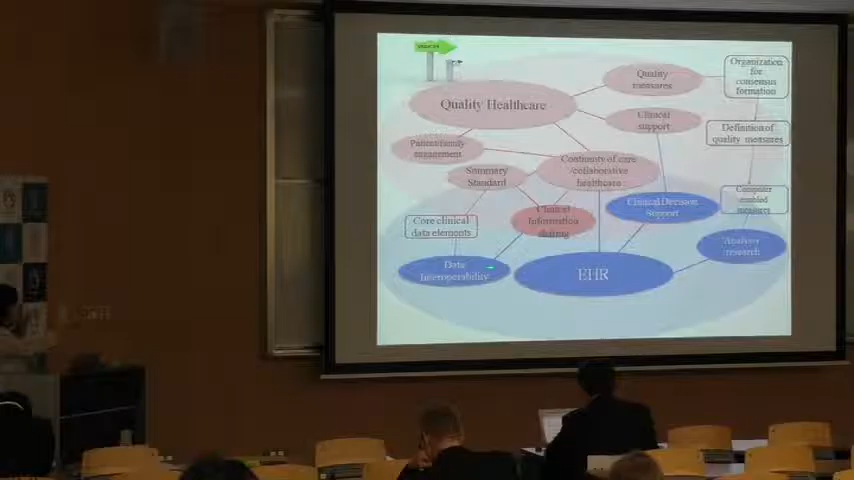 Quality Healthcare
Quality
measures
Organization
for
consensus
formation
Clinical
support
Definition of
quality measures
Patient/family
engagement
Continuity of care
/collaborative
healthcare
Summary
Standard
Computer
enabled
measures
Clinical Decision
Support
Core clinical
data elements
Clinical
Information
sharing
Analysis
research
Data
Interoperability
EHR